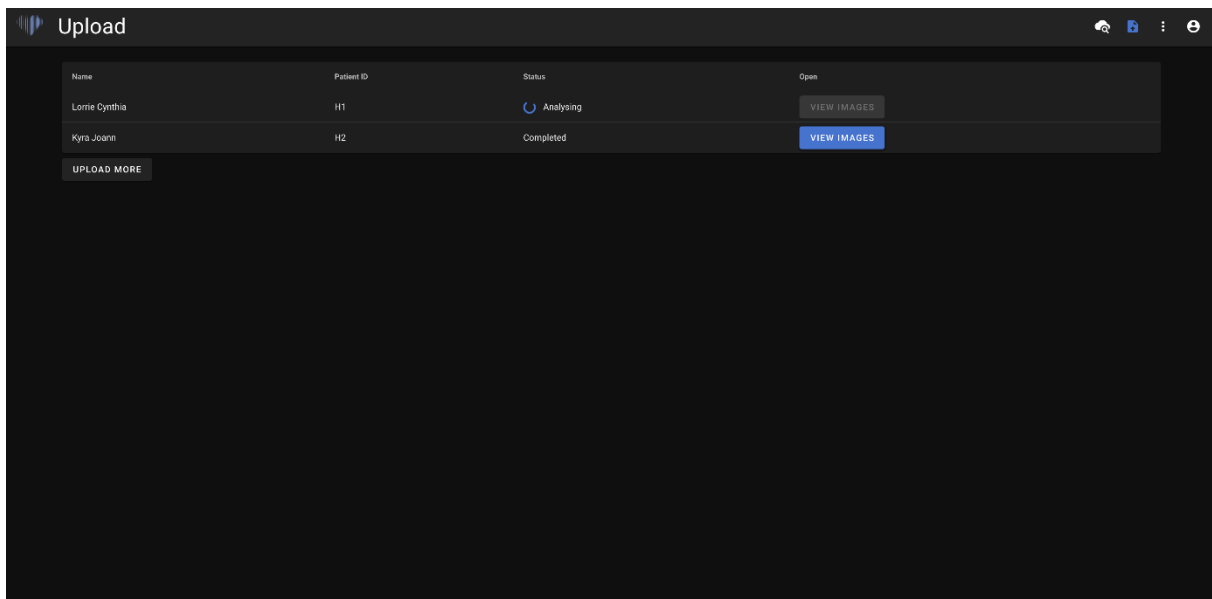 Upload
Name Patient ID Status Open
Lorrie Cynthia H1 Analysing VIEW IMAGES
Kyra Joann H2 Completed VIEW IMAGES
UPLOAD MORE